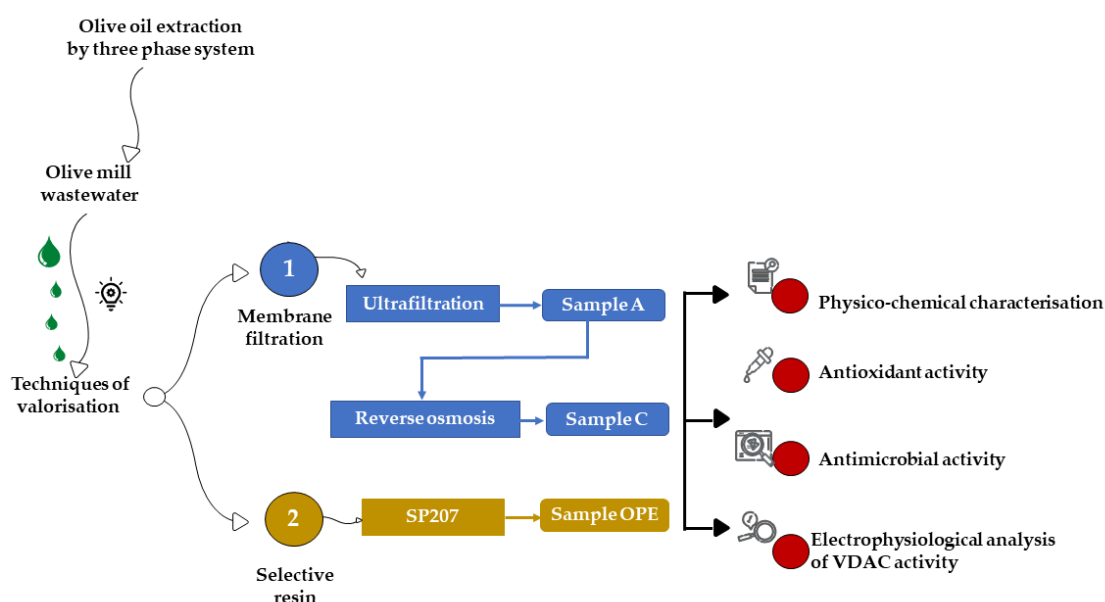 Olive oil extraction
by three phase system
Olive mill
wastewater
Techniques of
valorisation
1
Membrane
filtration
Ultrafiltration
Sample A
Reverse osmosis
Sample C
2
Selective
resin
SP207
Sample OPE
Physico-chemical characterisation
Antioxidant activity
Antimicrobial activity
Electrophysiological analysis
of VDAC activity